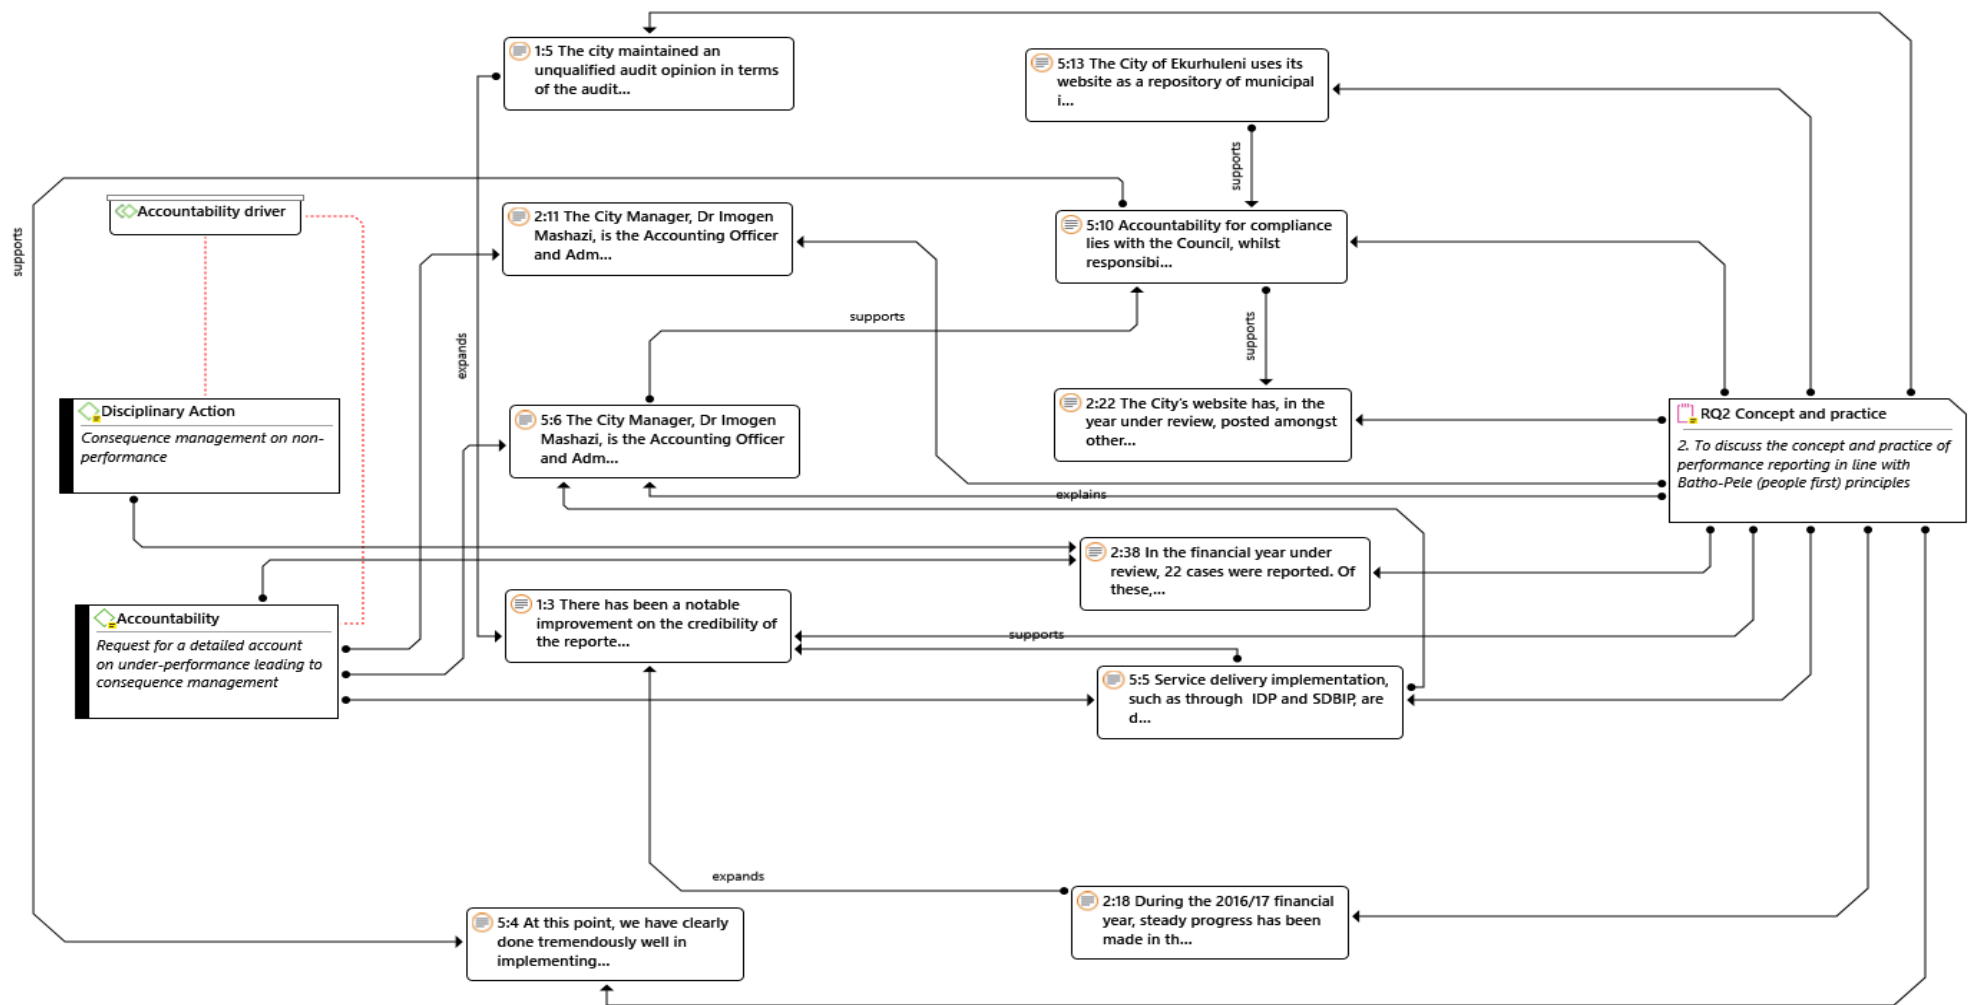 1:5 The city maintained an
unqualified audit opinion in terms
of the audit...
5:13 The City of Ekurhuleni uses its
website as a repository of municipal
i...
supports
supports
Accountability driver
2:11 The City Manager, Dr Imogen
Mashazi, is the Accounting Officer
and Adm...
5:10 Accountability for compliance
lies with the Council, whilst
responsibi...
supports
expands
supports
Disciplinary Action
Consequence management on non-
performance
5:6 The City Manager, Dr Imogen
Mashazi, is the Accounting Officer
and Adm...
2:22 The City's website has, in the
year under review, posted amongst
other...
RQ2 Concept and practice
2. To discuss the concept and practice of
performance reporting in line with
Batho-Pele (people first) principles
explains
2:38 In the financial year under
review, 22 cases were reported. Of
these,...
Accountability
Request for a detailed account
on under-performance leading to
consequence management
1:3 There has been a notable
improvement on the credibility of
the reporte...
supports
5:5 Service delivery implementation,
such as through IDP and SDBIP, are
d...
expands
2:18 During the 2016/17 financial
year, steady progress has been
made in th...
5:4 At this point, we have clearly
done tremendously well in
implementing...